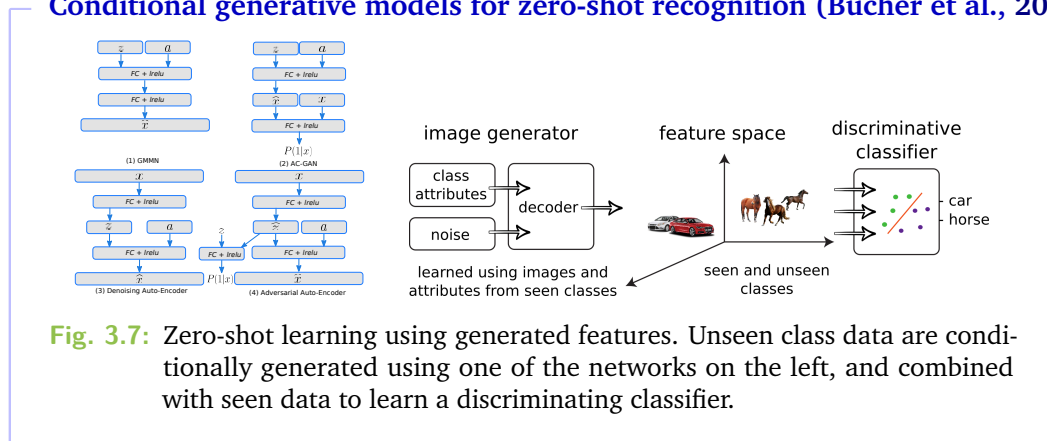 Conditional generative models for zero-shot recognition (Bucher et al., 20
z a
FC + lrelu
FC + lrelu
x̂
(1) GMMN
z a
FC + lrelu
x̂ x
FC + lrelu
P(1|x)
(2) AC-GAN
x
FC + lrelu
ẑ a
FC + lrelu
x̂
(3) Denoising Auto-Encoder
x
FC + lrelu
z
a
FC + lrelu
FC + lrelu
P(1|x)
x̂
(4) Adversarial Auto-Encoder
image generator
class
attributes
noise
decoder
learned using images and
attributes from seen classes
feature space
seen and unseen
classes
discriminative
classifier
car
horse
Fig. 3.7: Zero-shot learning using generated features. Unseen class data are condi-
tionally generated using one of the networks on the left, and combined
with seen data to learn a discriminating classifier.